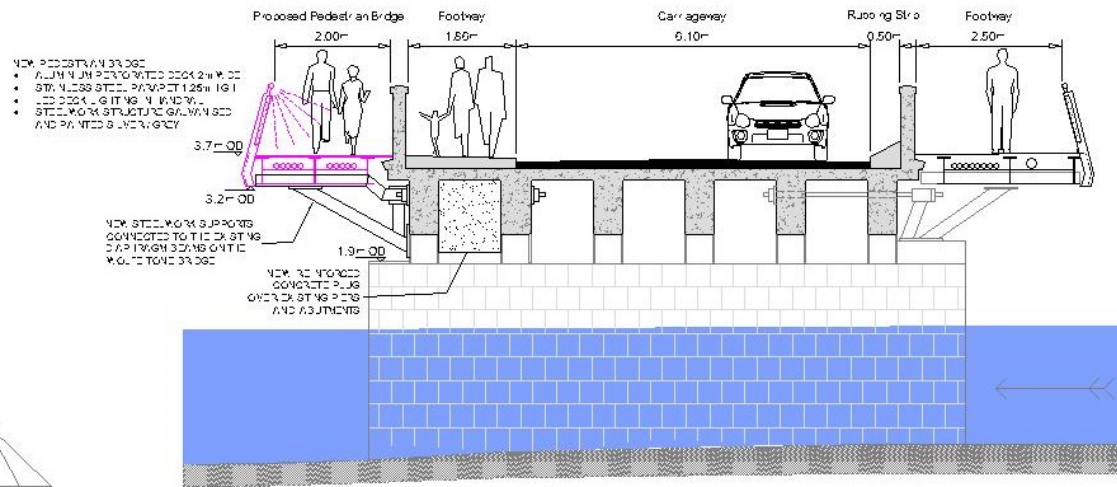 Proposed Pedestrian Bridge
2.00m
Footway
Carriageway
6.10m
Rubbing Strip
0.50m
Footway
2.50m
NEW PEDESTRIAN BRIDGE
• ALUMINIUM PERFORATED DECK 2m WIDE
• STAINLESS STEEL PARAPET 1.25m HIGH
• LED DECK LIGHTING IN HANDRAIL
• STEELWORK STRUCTURE GALVANISED
AND PAINTED SILVER / GREY
3.7m OD
3.2m OD
NEW STEELWORK SUPPORTS
CONNECTED TO THE EXISTING
DIAPHRAGM BEAMS ON THE
WOLFE TONE BRIDGE
1.9m OD
NEW REINFORCED
CONCRETE PLUG
OVER EXISTING PIERS
AND ABUTMENTS